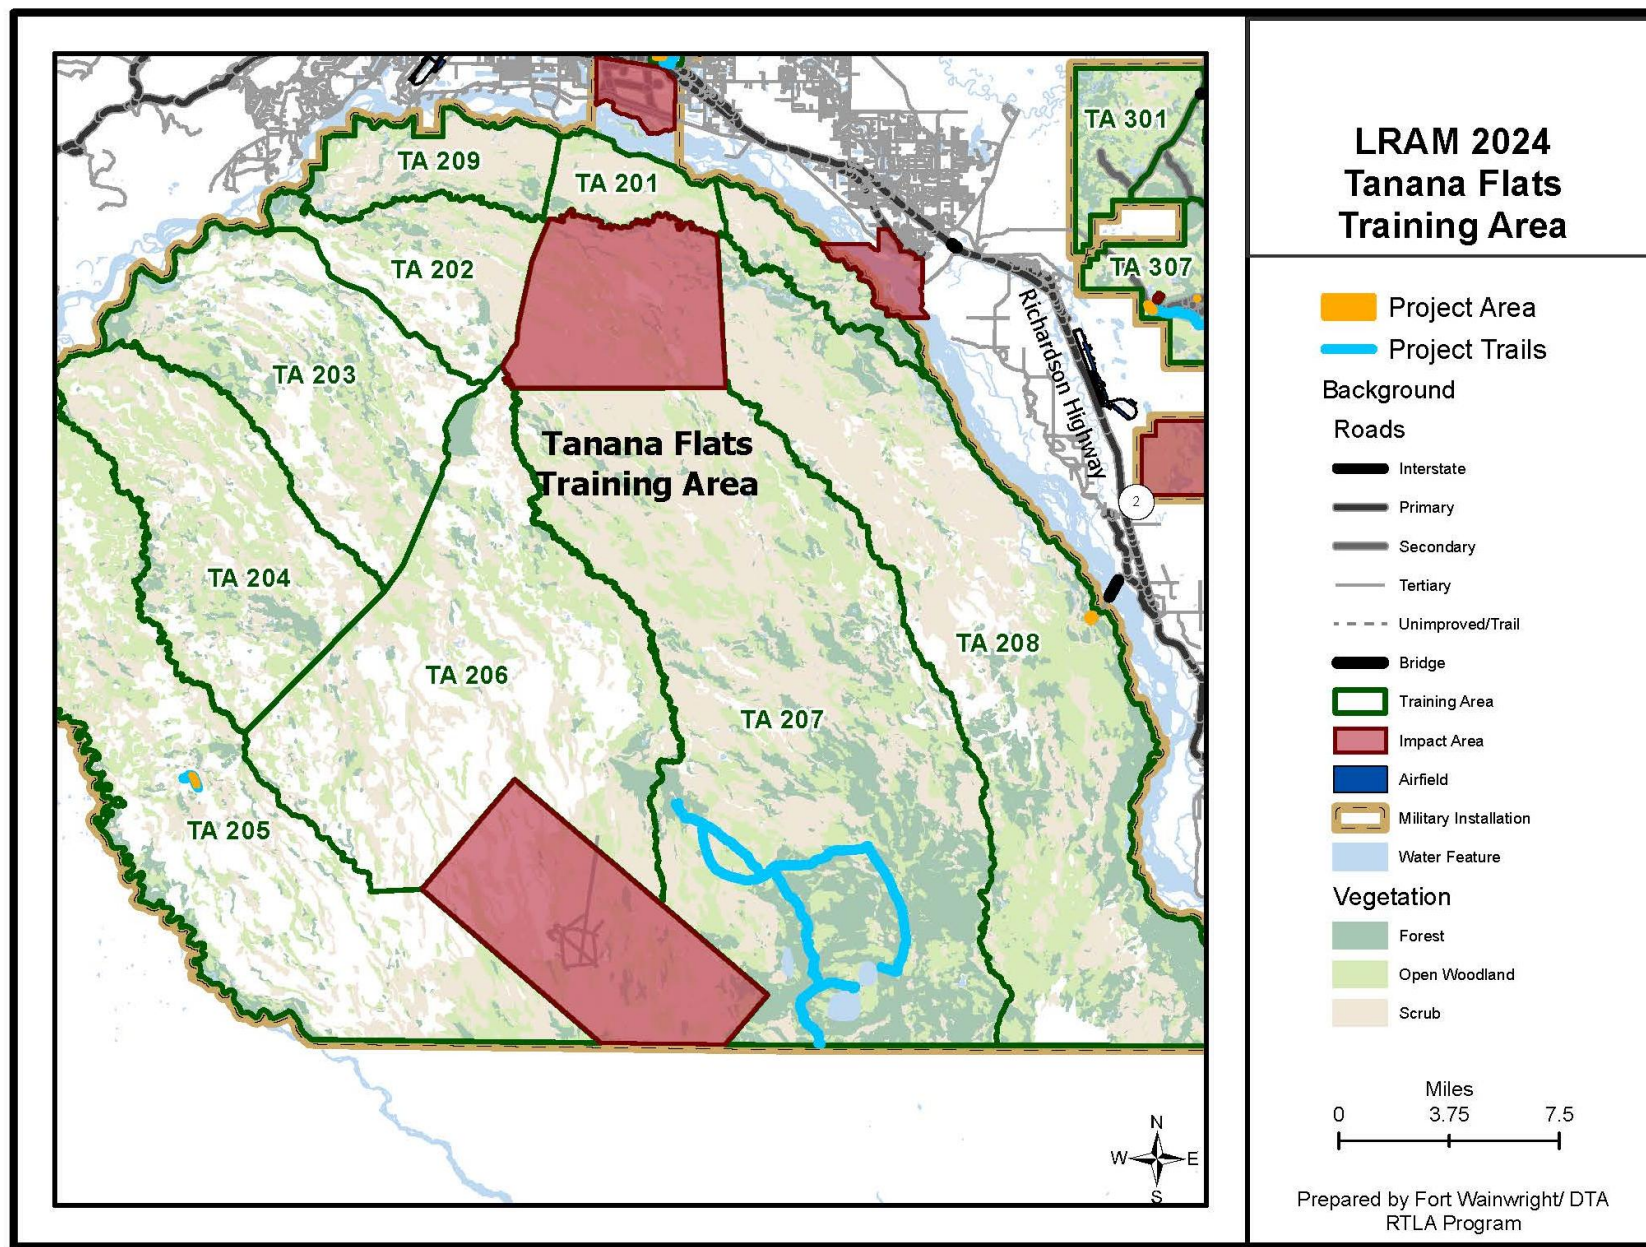 LRAM 2024
Tanana Flats
Training Area
TA 301
TA 209
TA 201
TA 202
TA 307
Richardson Highway
TA 203
Tanana Flats
Training Area
2
TA 204
TA 208
TA 206
TA 207
TA 205
Project Area
Project Trails
Background
Roads
Interstate
Primary
Secondary
Tertiary
Unimproved/Trail
Bridge
Training Area
Impact Area
Airfield
Military Installation
Water Feature
Vegetation
Forest
Open Woodland
Scrub
Miles
0 3.75 7.5
N
W E
S
Prepared by Fort Wainwright/ DTA
RTLA Program